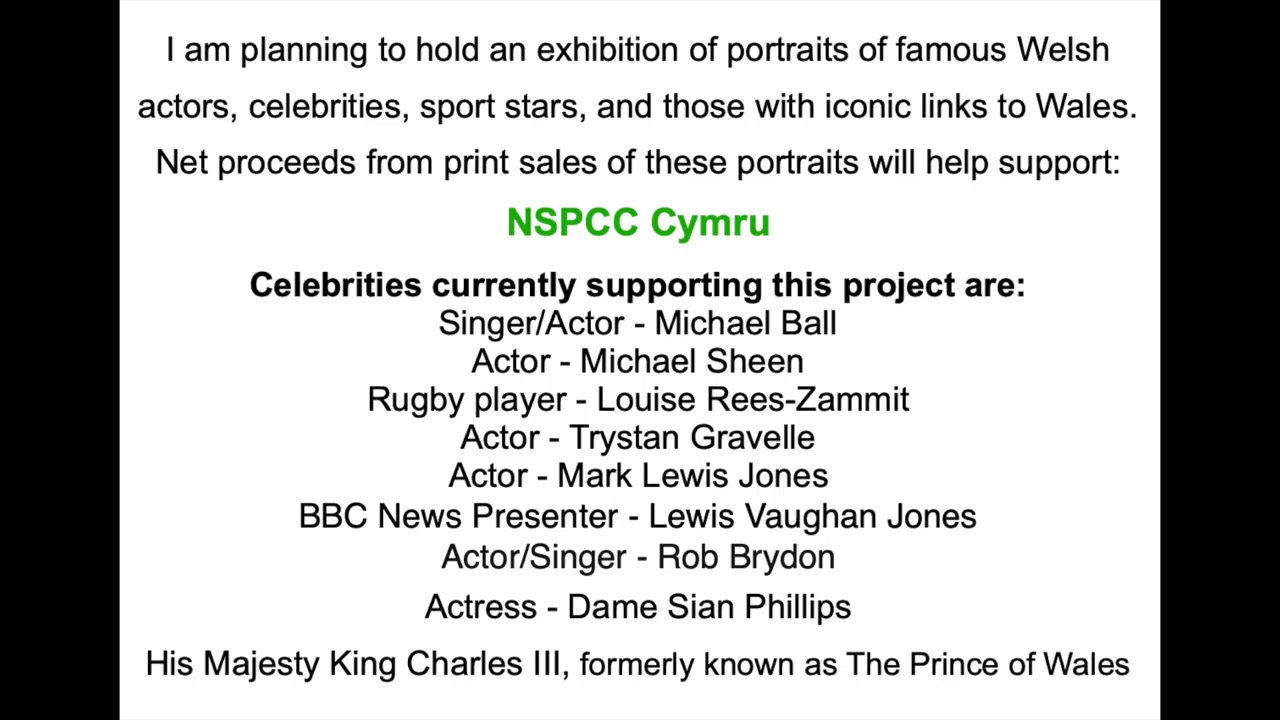 I am planning to hold an exhibition of portraits of famous Welsh
actors, celebrities, sport stars, and those with iconic links to Wales.
Net proceeds from print sales of these portraits will help support:
NSPCC Cymru
Celebrities currently supporting this project are:
Singer/Actor - Michael Ball
Actor - Michael Sheen
Rugby player - Louise Rees-Zammit
Actor - Trystan Gravelle
Actor - Mark Lewis Jones
BBC News Presenter - Lewis Vaughan Jones
Actor/Singer - Rob Brydon
Actress - Dame Sian Phillips
His Majesty King Charles III, formerly known as The Prince of Wales